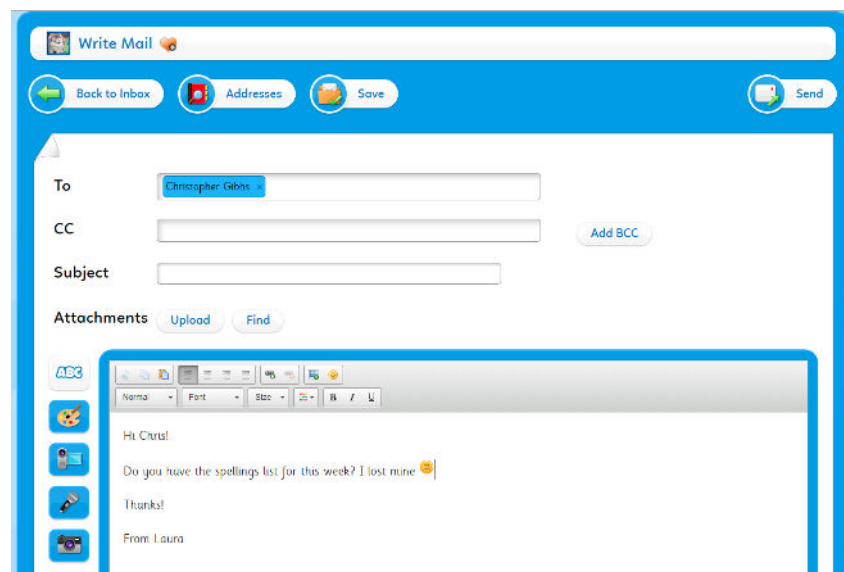 Write Mail
Back to Inbox Addresses Save Send
To Christopher Gibbs ×
CC Add BCC
Subject
Attachments Upload Find
ABC
Normal Font Size B I U
Hi Chris!
Do you have the spellings list for this week? I lost mine
Thanks!
From Laura